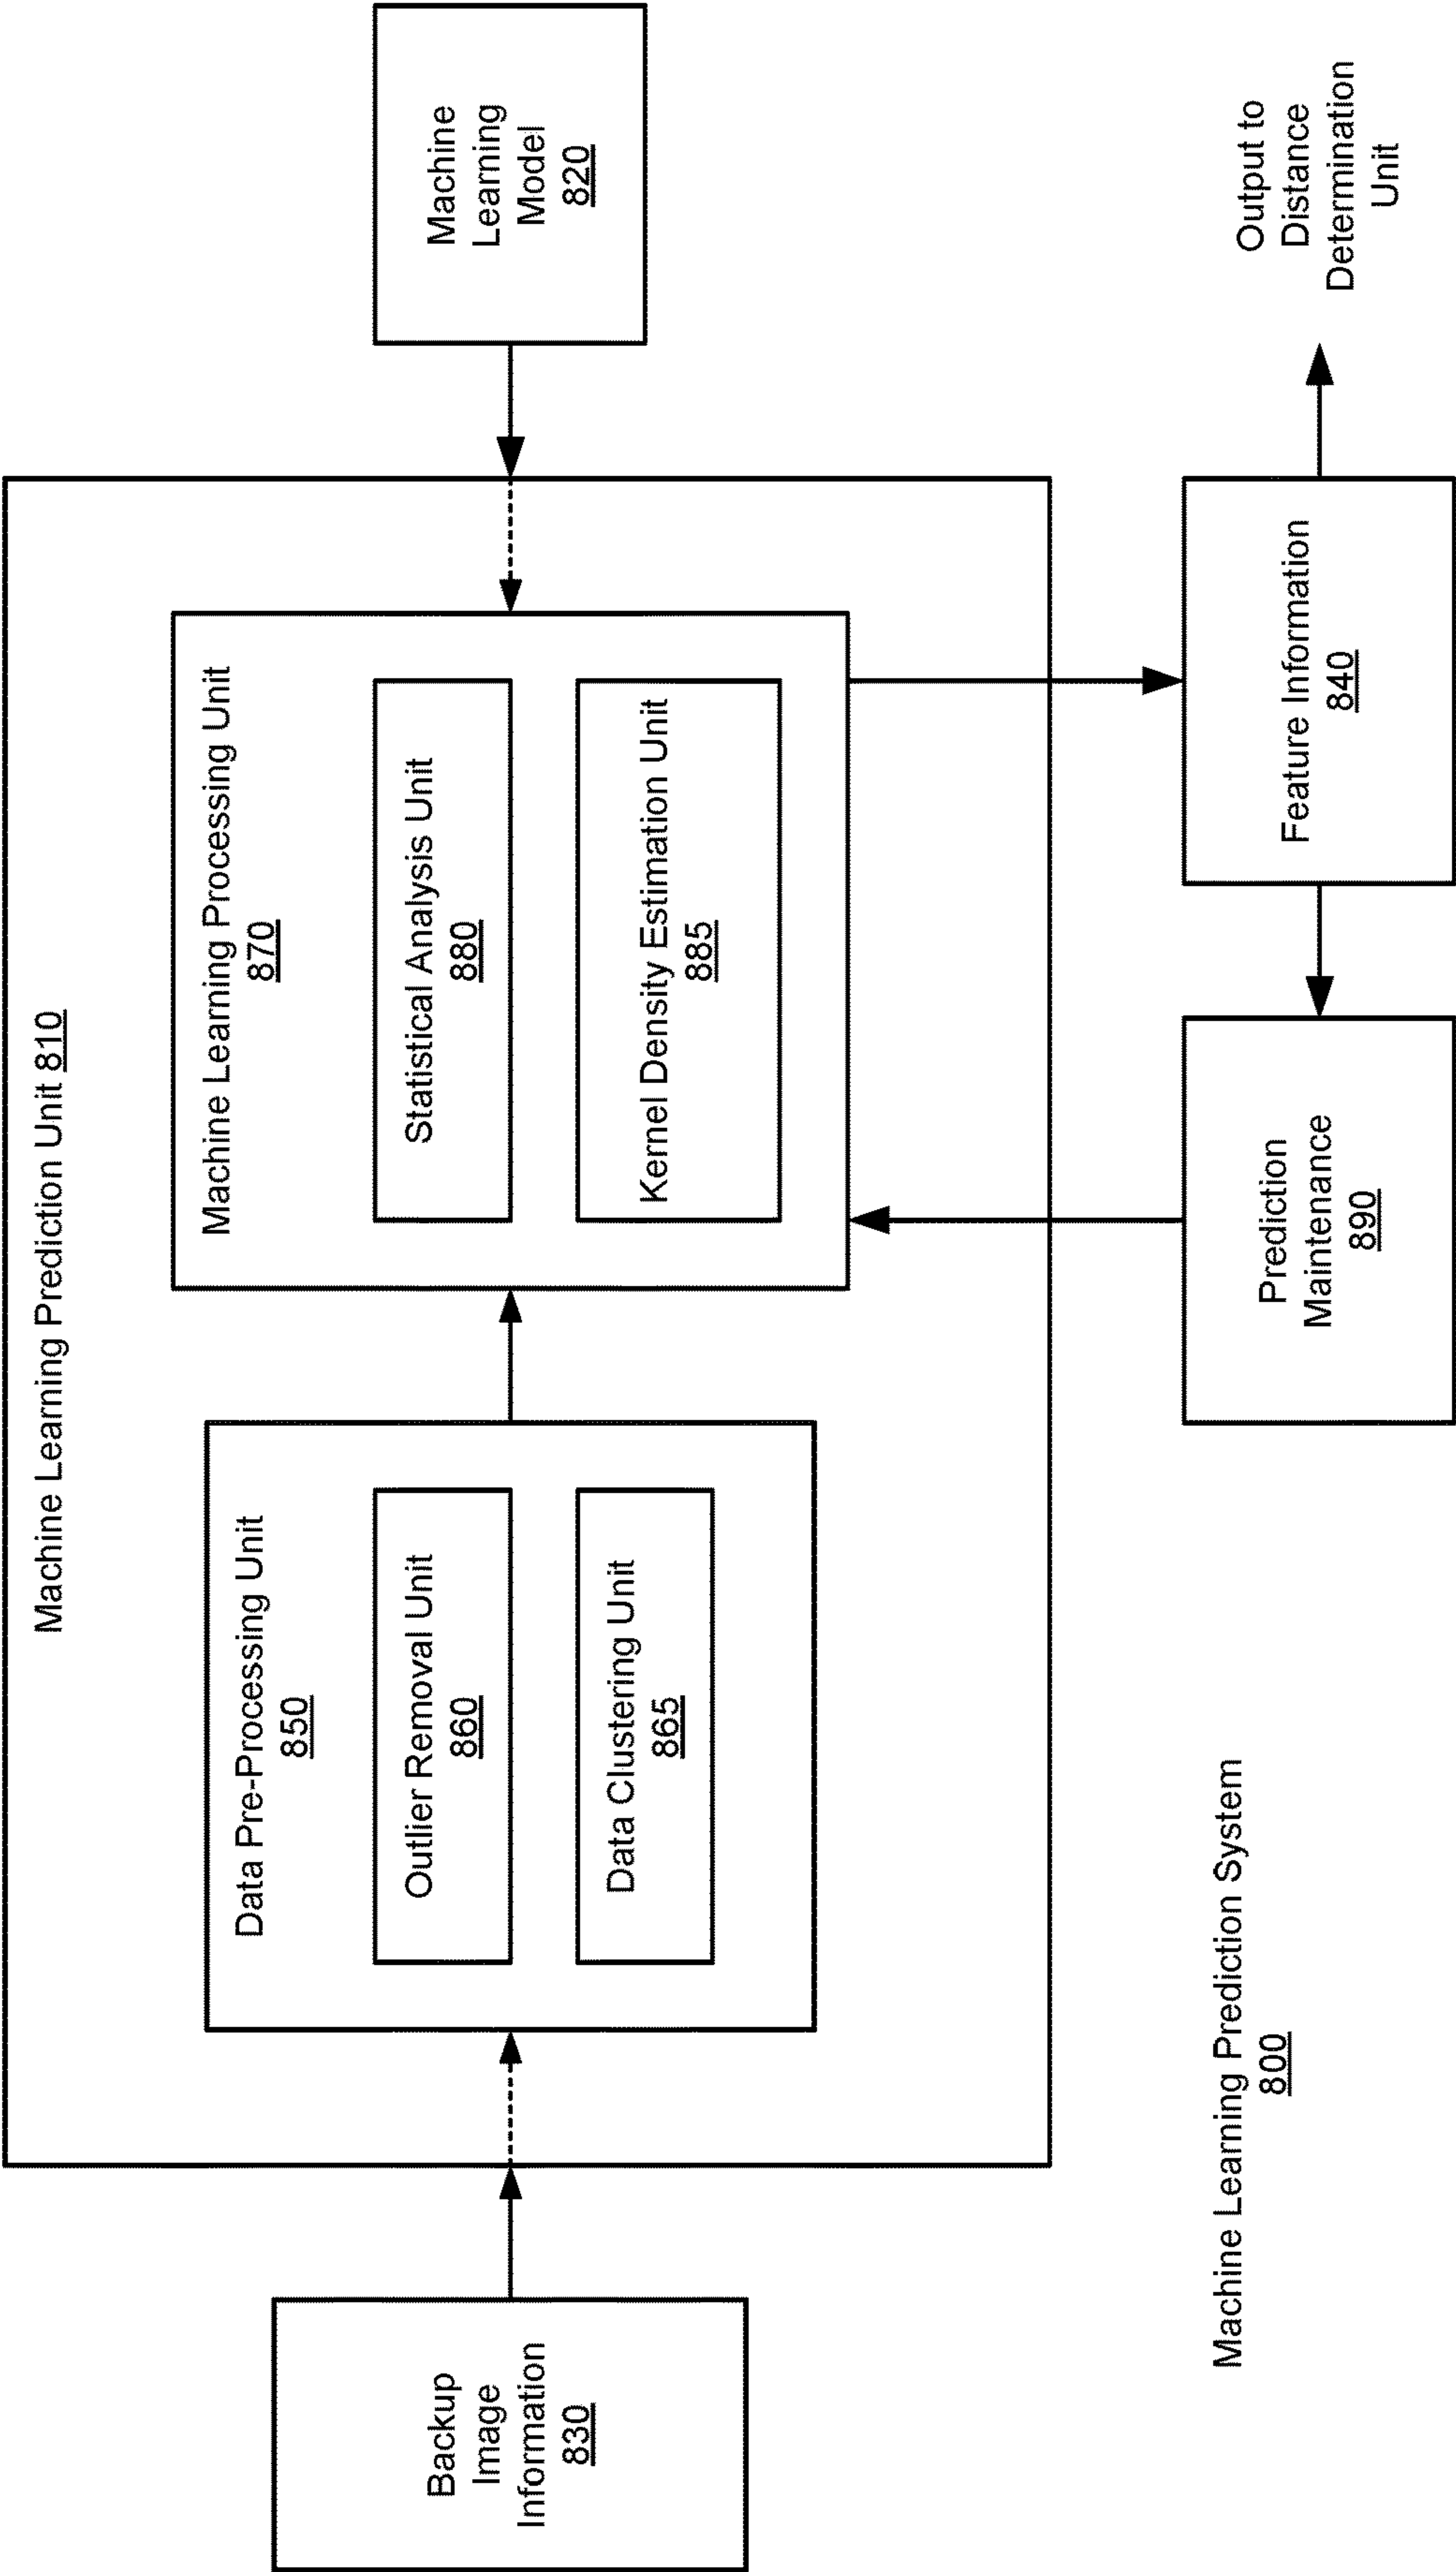 Machine Learning Prediction Unit 810
Backup
Image
Information
830
Data Pre-Processing Unit
850
Outlier Removal Unit
860
Data Clustering Unit
865
Machine Learning Processing Unit
870
Statistical Analysis Unit
880
Kernel Density Estimation Unit
885
Machine
Learning
Model
820
Machine Learning Prediction System
800
Prediction
Maintenance
890
Feature Information
840
Output to
Distance
Determination
Unit